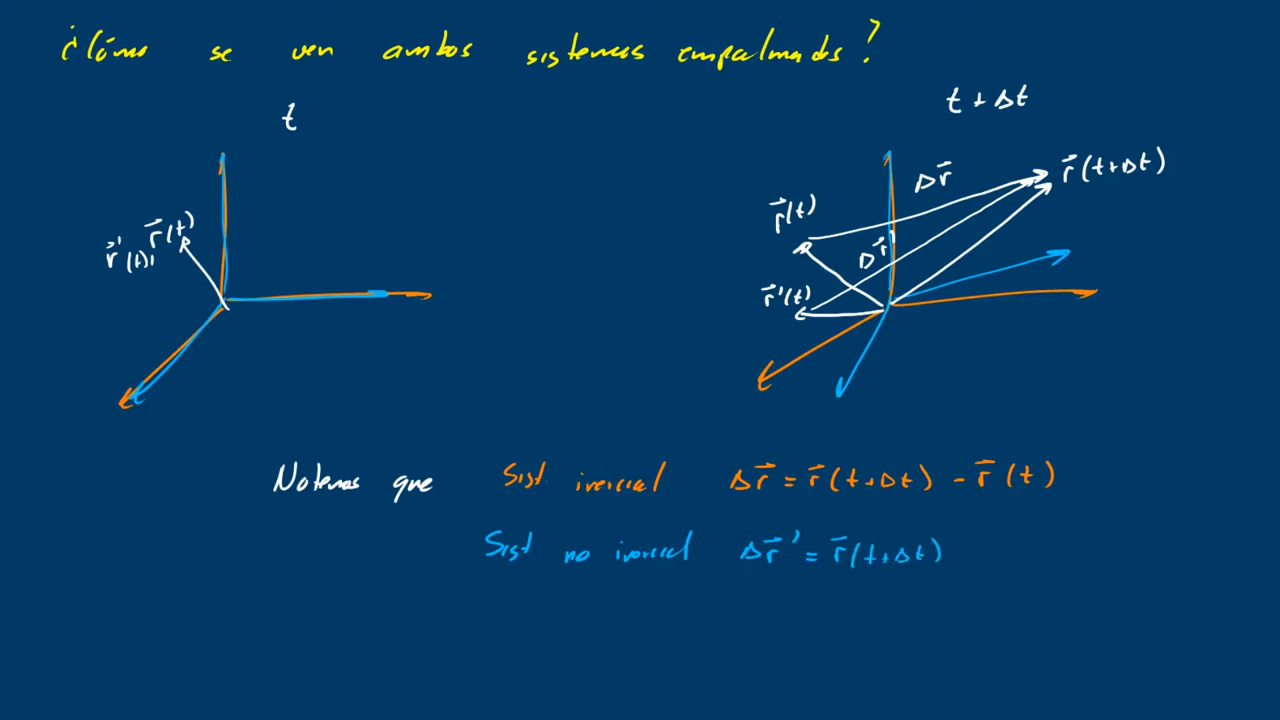 ¿Cómo se ven ambos sistemas empalmados?
t
t + Δt
r⃗(t)
r⃗'(t),
Δr⃗
r⃗(t+Δt)
r⃗(t)
Δr⃗'
r⃗'(t)
Notemos que Sist. inercial Δr⃗ = r⃗(t+Δt) - r⃗(t)
Sist no inercial Δr⃗' = r⃗(t+Δt)